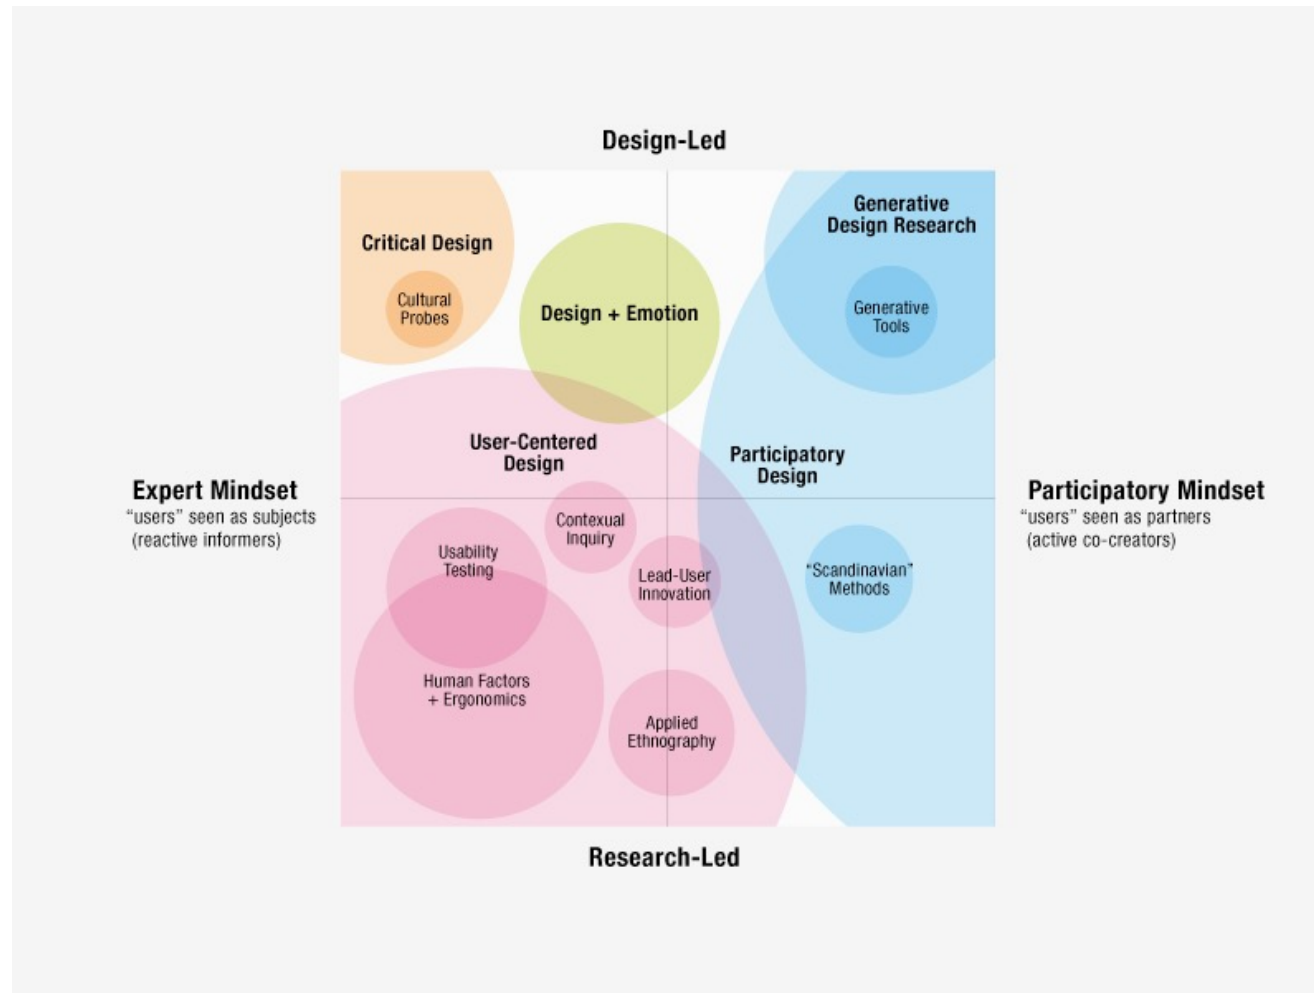 Design-Led
Generative
Design Research
Critical Design
Cultural
Probes
Design + Emotion
Generative
Tools
User-Centered
Design
Participatory
Design
Expert Mindset
“users” seen as subjects
(reactive informers)
Participatory Mindset
“users” seen as partners
(active co-creators)
Contexual
Inquiry
Usability
Testing
Lead-User
Innovation
“Scandinavian”
Methods
Human Factors
+ Ergonomics
Applied
Ethnography
Research-Led